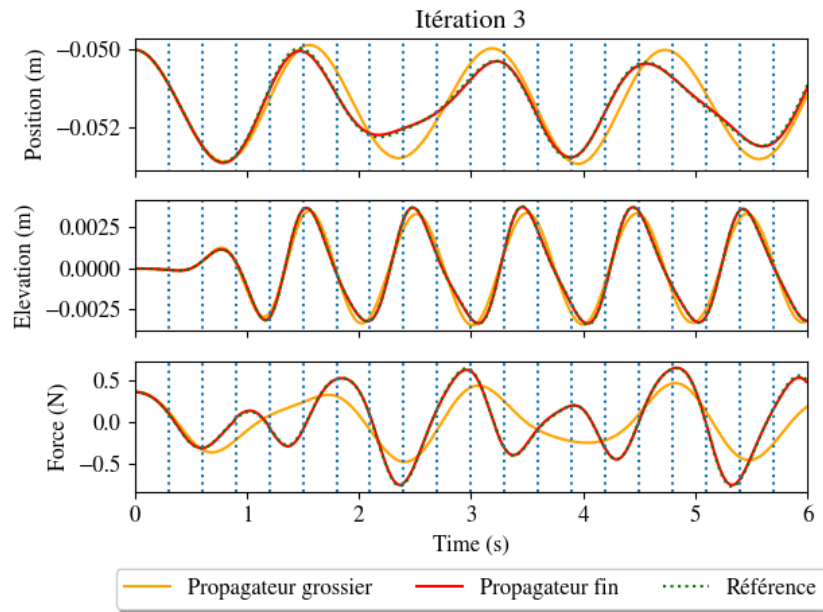 Itération 3
Position (m)
−0.050
−0.052
Elevation (m)
0.0025
0.0000
−0.0025
Force (N)
0.5
0.0
−0.5
0 1 2 3 4 5 6
Time (s)
Propagateur grossier Propagateur fin Référence